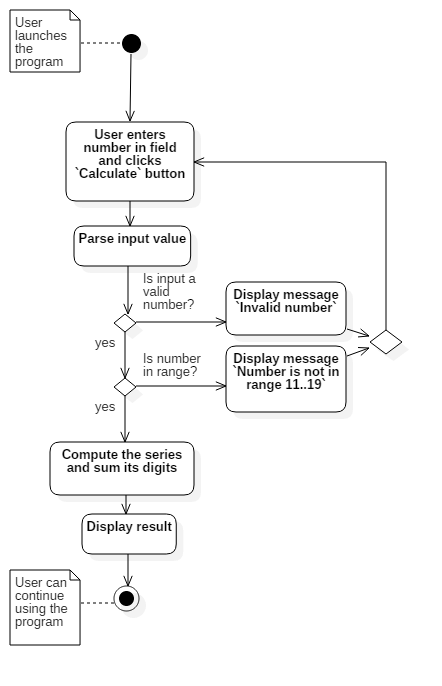 User
launches
the
program
User enters
number in field
and clicks
`Calculate` button
Parse input value
Is input a
valid
number?
Display message
`Invalid number`
yes
Is number
in range?
Display message
`Number is not in
range 11..19`
yes
Compute the series
and sum its digits
Display result
User can
continue
using the
program